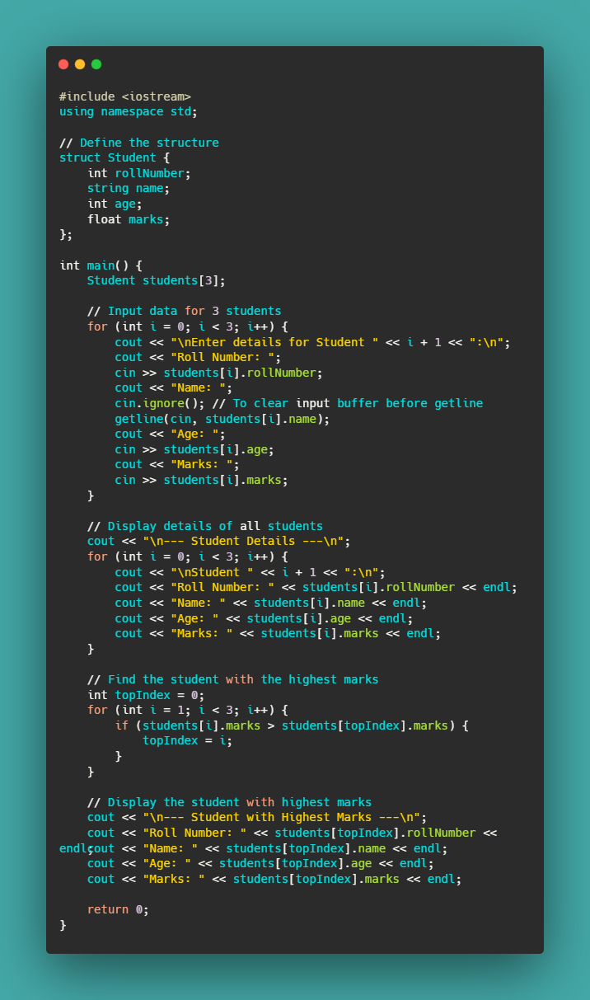 #include <iostream>
using namespace std;

// Define the structure
struct Student {
    int rollNumber;
    string name;
    int age;
    float marks;
};

int main() {
    Student students[3];

    // Input data for 3 students
    for (int i = 0; i < 3; i++) {
        cout << "\nEnter details for Student " << i + 1 << ":\n";
        cout << "Roll Number: ";
        cin >> students[i].rollNumber;
        cout << "Name: ";
        cin.ignore(); // To clear input buffer before getline
        getline(cin, students[i].name);
        cout << "Age: ";
        cin >> students[i].age;
        cout << "Marks: ";
        cin >> students[i].marks;
    }

    // Display details of all students
    cout << "\n--- Student Details ---\n";
    for (int i = 0; i < 3; i++) {
        cout << "\nStudent " << i + 1 << ":\n";
        cout << "Roll Number: " << students[i].rollNumber << endl;
        cout << "Name: " << students[i].name << endl;
        cout << "Age: " << students[i].age << endl;
        cout << "Marks: " << students[i].marks << endl;
    }

    // Find the student with the highest marks
    int topIndex = 0;
    for (int i = 1; i < 3; i++) {
        if (students[i].marks > students[topIndex].marks) {
            topIndex = i;
        }
    }

    // Display the student with highest marks
    cout << "\n--- Student with Highest Marks ---\n";
    cout << "Roll Number: " << students[topIndex].rollNumber <<
endl;
    cout << "Name: " << students[topIndex].name << endl;
    cout << "Age: " << students[topIndex].age << endl;
    cout << "Marks: " << students[topIndex].marks << endl;

    return 0;
}